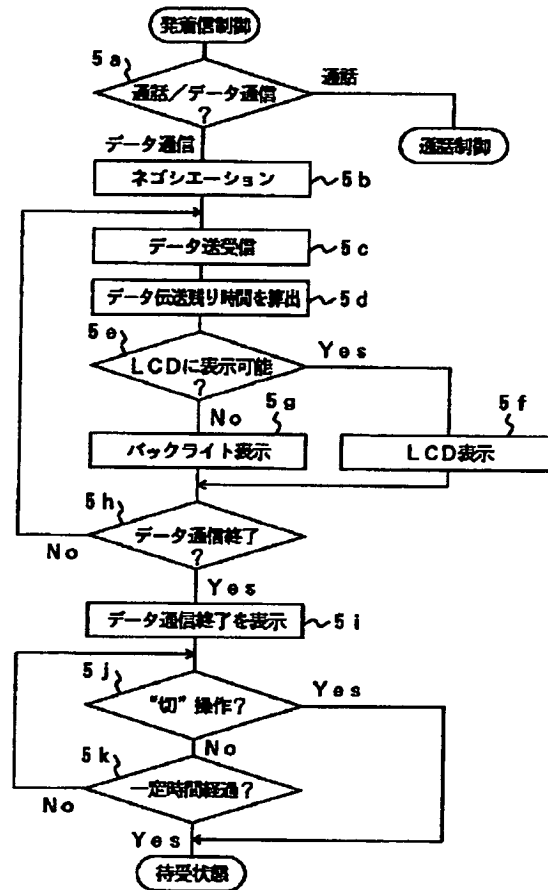 発着信制御
5a
通話／データ通信
？
通話
通話制御
データ通信
ネゴシエーション
5b
データ送受信
5c
データ伝送残り時間を算出
5d
5e
LCDに表示可能
？
Yes
No
5g
バックライト表示
5f
LCD表示
5h
データ通信終了
？
No
Yes
データ通信終了を表示
5i
5j
“切”操作？
Yes
No
5k
一定時間経過？
No
Yes
待受状態